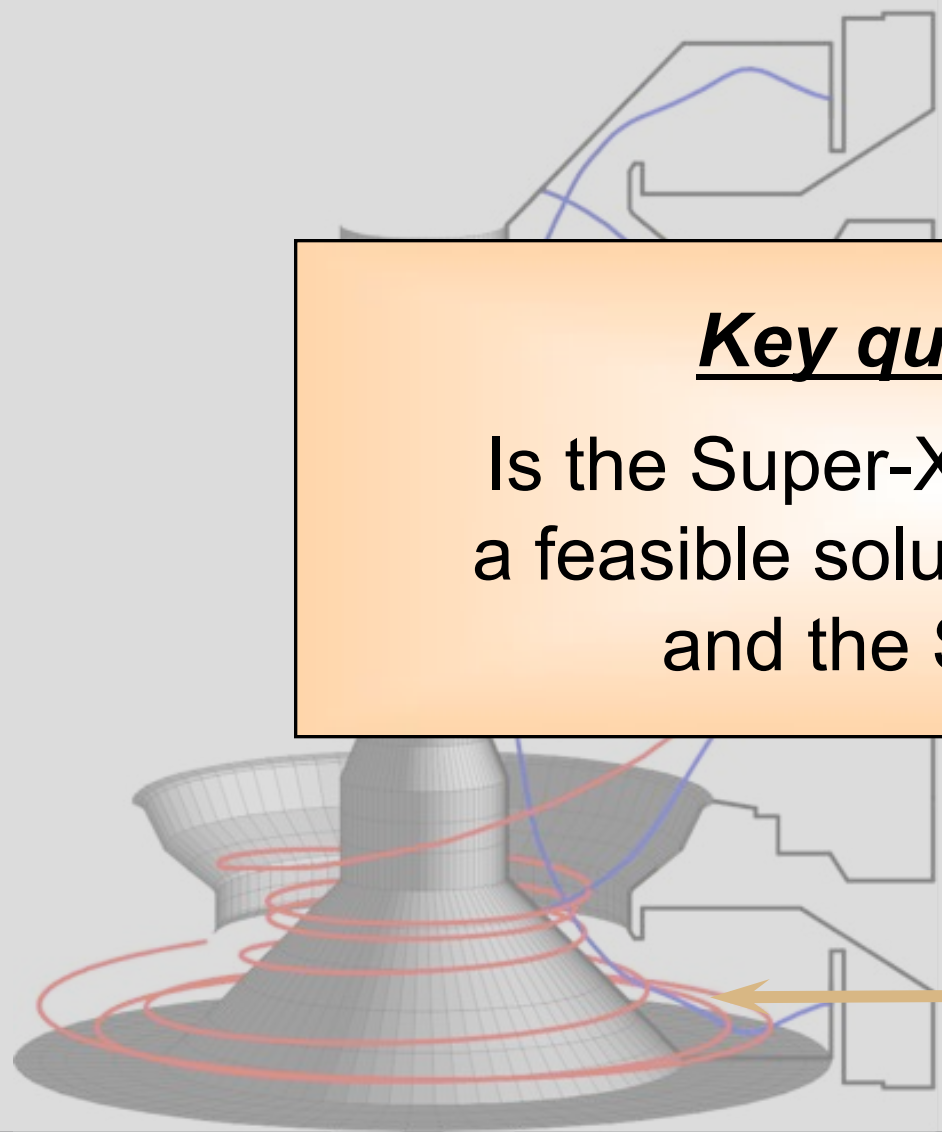 Key qu
Is the Super-X
a feasible solu
and the S